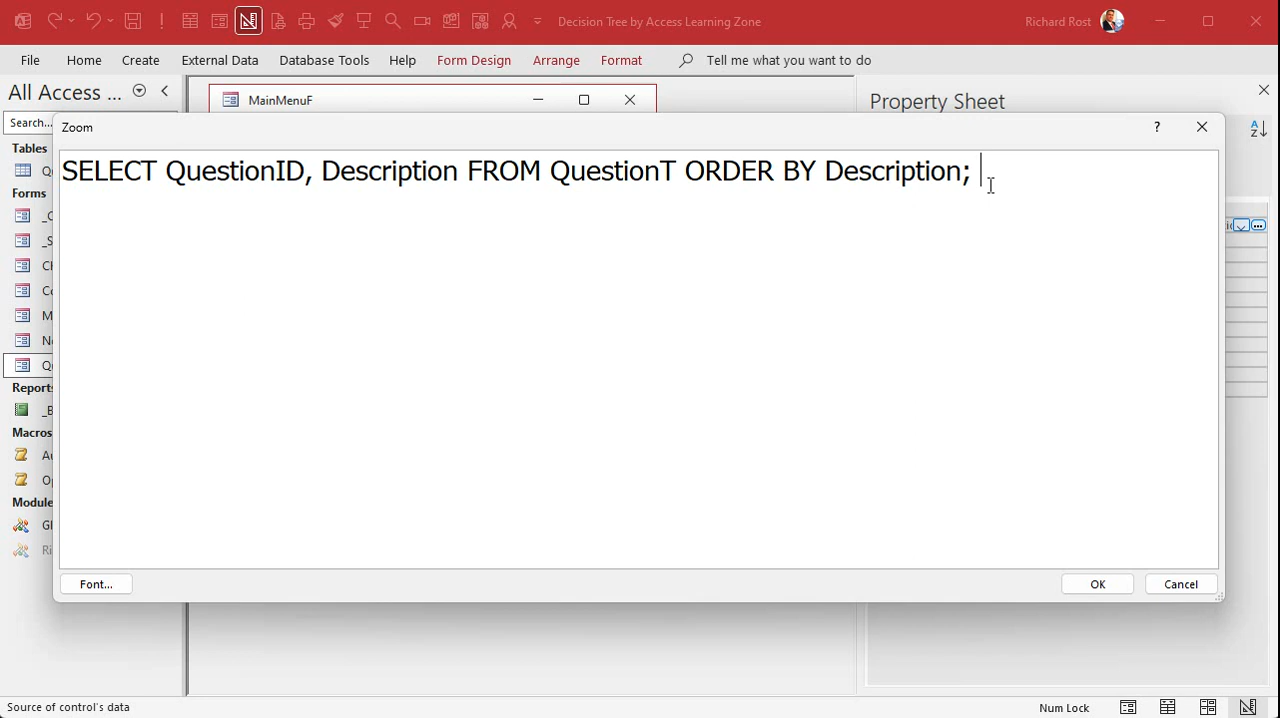 Decision Tree by Access Learning Zone
Richard Rost
File Home Create External Data Database Tools Help Form Design Arrange Format Tell me what you want to do
All Access ...
MainMenuF
Property Sheet
Search...
Zoom
SELECT QuestionID, Description FROM QuestionT ORDER BY Description;
Tables
Forms
Reports
Macros
Module
Font...
OK
Cancel
Source of control's data
Num Lock